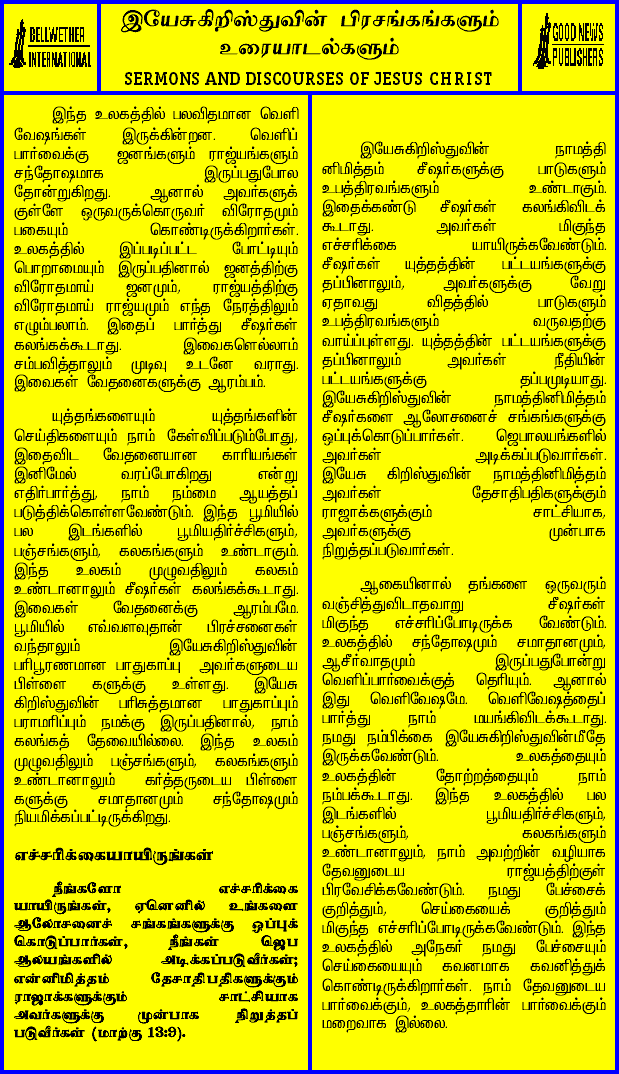 BELLWETHER
INTERNATIONAL
இயேசுகிறிஸ்துவின் பிரசங்கங்களும்
உரையாடல்களும்
SERMONS AND DISCOURSES OF JESUS CHRIST
GOOD NEWS
PUBLISHERS
இந்த உலகத்தில் பலவிதமான வெளி
வேஷங்கள் இருக்கின்றன. வெளிப்
பார்வைக்கு ஜனங்களும் ராஜ்யங்களும்
சந்தோஷமாக இருப்பதுபோல
தோன்றுகிறது. ஆனால் அவர்களுக்
குள்ளே ஒருவருக்கொருவர் விரோதமும்
பகையும் கொண்டிருக்கிறார்கள்.
உலகத்தில் இப்படிப்பட்ட போட்டியும்
பொறாமையும் இருப்பதினால் ஜனத்திற்கு
விரோதமாய் ஜனமும், ராஜ்யத்திற்கு
விரோதமாய் ராஜ்யமும் எந்த நேரத்திலும்
எழும்பலாம். இதைப் பார்த்து சீஷர்கள்
கலங்கக்கூடாது. இவைகளெல்லாம்
சம்பவித்தாலும் முடிவு உடனே வராது.
இவைகள் வேதனைகளுக்கு ஆரம்பம்.
யுத்தங்களையும் யுத்தங்களின்
செய்திகளையும் நாம் கேள்விப்படும்போது,
இதைவிட வேதனையான காரியங்கள்
இனிமேல் வரப்போகிறது என்று
எதிர்பார்த்து, நாம் நம்மை ஆயத்தப்
படுத்திக்கொள்ளவேண்டும். இந்த பூமியில்
பல இடங்களில் பூமியதிர்ச்சிகளும்,
பஞ்சங்களும், கலகங்களும் உண்டாகும்.
இந்த உலகம் முழுவதிலும் கலகம்
உண்டானாலும் சீஷர்கள் கலங்கக்கூடாது.
இவைகள் வேதனைக்கு ஆரம்பமே.
பூமியில் எவ்வளவுதான் பிரச்சனைகள்
வந்தாலும் இயேசுகிறிஸ்துவின்
பரிபூரணமான பாதுகாப்பு அவர்களுடைய
பிள்ளை களுக்கு உள்ளது. இயேசு
கிறிஸ்துவின் பரிசுத்தமான பாதுகாப்பும்
பராமரிப்பும் நமக்கு இருப்பதினால், நாம்
கலங்கத் தேவையில்லை. இந்த உலகம்
முழுவதிலும் பஞ்சங்களும், கலகங்களும்
உண்டானாலும் கர்த்தருடைய பிள்ளை
களுக்கு சமாதானமும் சந்தோஷமும்
நியமிக்கப்பட்டிருக்கிறது.
எச்சரிக்கையாயிருங்கள்
நீங்களோ எச்சரிக்கை
யாயிருங்கள், ஏனெனில் உங்களை
ஆலோசனைச் சங்கங்களுக்கு ஒப்புக்
கொடுப்பார்கள், நீங்கள் ஜெப
ஆலயங்களில் அடிக்கப்படுவீர்கள்;
என்னிமித்தம் தேசாதிபதிகளுக்கும்
ராஜாக்களுக்கும் சாட்சியாக
அவர்களுக்கு முன்பாக நிறுத்தப்
படுவீர்கள் (மாற்கு 13:9).
இயேசுகிறிஸ்துவின் நாமத்தி
னிமித்தம் சீஷர்களுக்கு பாடுகளும்
உபத்திரவங்களும் உண்டாகும்.
இதைக்கண்டு சீஷர்கள் கலங்கிவிடக்
கூடாது. அவர்கள் மிகுந்த
எச்சரிக்கை யாயிருக்கவேண்டும்.
சீஷர்கள் யுத்தத்தின் பட்டயங்களுக்கு
தப்பினாலும், அவர்களுக்கு வேறு
ஏதாவது விதத்தில் பாடுகளும்
உபத்திரவங்களும் வருவதற்கு
வாய்ப்புள்ளது. யுத்தத்தின் பட்டயங்களுக்கு
தப்பினாலும் அவர்கள் நீதியின்
பட்டயங்களுக்கு தப்பமுடியாது.
இயேசுகிறிஸ்துவின் நாமத்தினிமித்தம்
சீஷர்களை ஆலோசனைச் சங்கங்களுக்கு
ஒப்புக்கொடுப்பார்கள். ஜெபாலயங்களில்
அவர்கள் அடிக்கப்படுவார்கள்.
இயேசு கிறிஸ்துவின் நாமத்தினிமித்தம்
அவர்கள் தேசாதிபதிகளுக்கும்
ராஜாக்களுக்கும் சாட்சியாக,
அவர்களுக்கு முன்பாக
நிறுத்தப்படுவார்கள்.
ஆகையினால் தங்களை ஒருவரும்
வஞ்சித்துவிடாதவாறு சீஷர்கள்
மிகுந்த எச்சரிப்போடிருக்க வேண்டும்.
உலகத்தில் சந்தோஷமும் சமாதானமும்,
ஆசீர்வாதமும் இருப்பதுபோன்று
வெளிப்பார்வைக்குத் தெரியும். ஆனால்
இது வெளிவேஷமே. வெளிவேஷத்தைப்
பார்த்து நாம் மயங்கிவிடக்கூடாது.
நமது நம்பிக்கை இயேசுகிறிஸ்துவின்மீதே
இருக்கவேண்டும். உலகத்தையும்
உலகத்தின் தோற்றத்தையும் நாம்
நம்பக்கூடாது. இந்த உலகத்தில் பல
இடங்களில் பூமியதிர்ச்சிகளும்,
பஞ்சங்களும், கலகங்களும்
உண்டானாலும், நாம் அவற்றின் வழியாக
தேவனுடைய ராஜ்யத்திற்குள்
பிரவேசிக்கவேண்டும். நமது பேச்சைக்
குறித்தும், செய்கையைக் குறித்தும்
மிகுந்த எச்சரிப்போடிருக்கவேண்டும். இந்த
உலகத்தில் அநேகர் நமது பேச்சையும்
செய்கையையும் கவனமாக கவனித்துக்
கொண்டிருக்கிறார்கள். நாம் தேவனுடைய
பார்வைக்கும், உலகத்தாரின் பார்வைக்கும்
மறைவாக இல்லை.